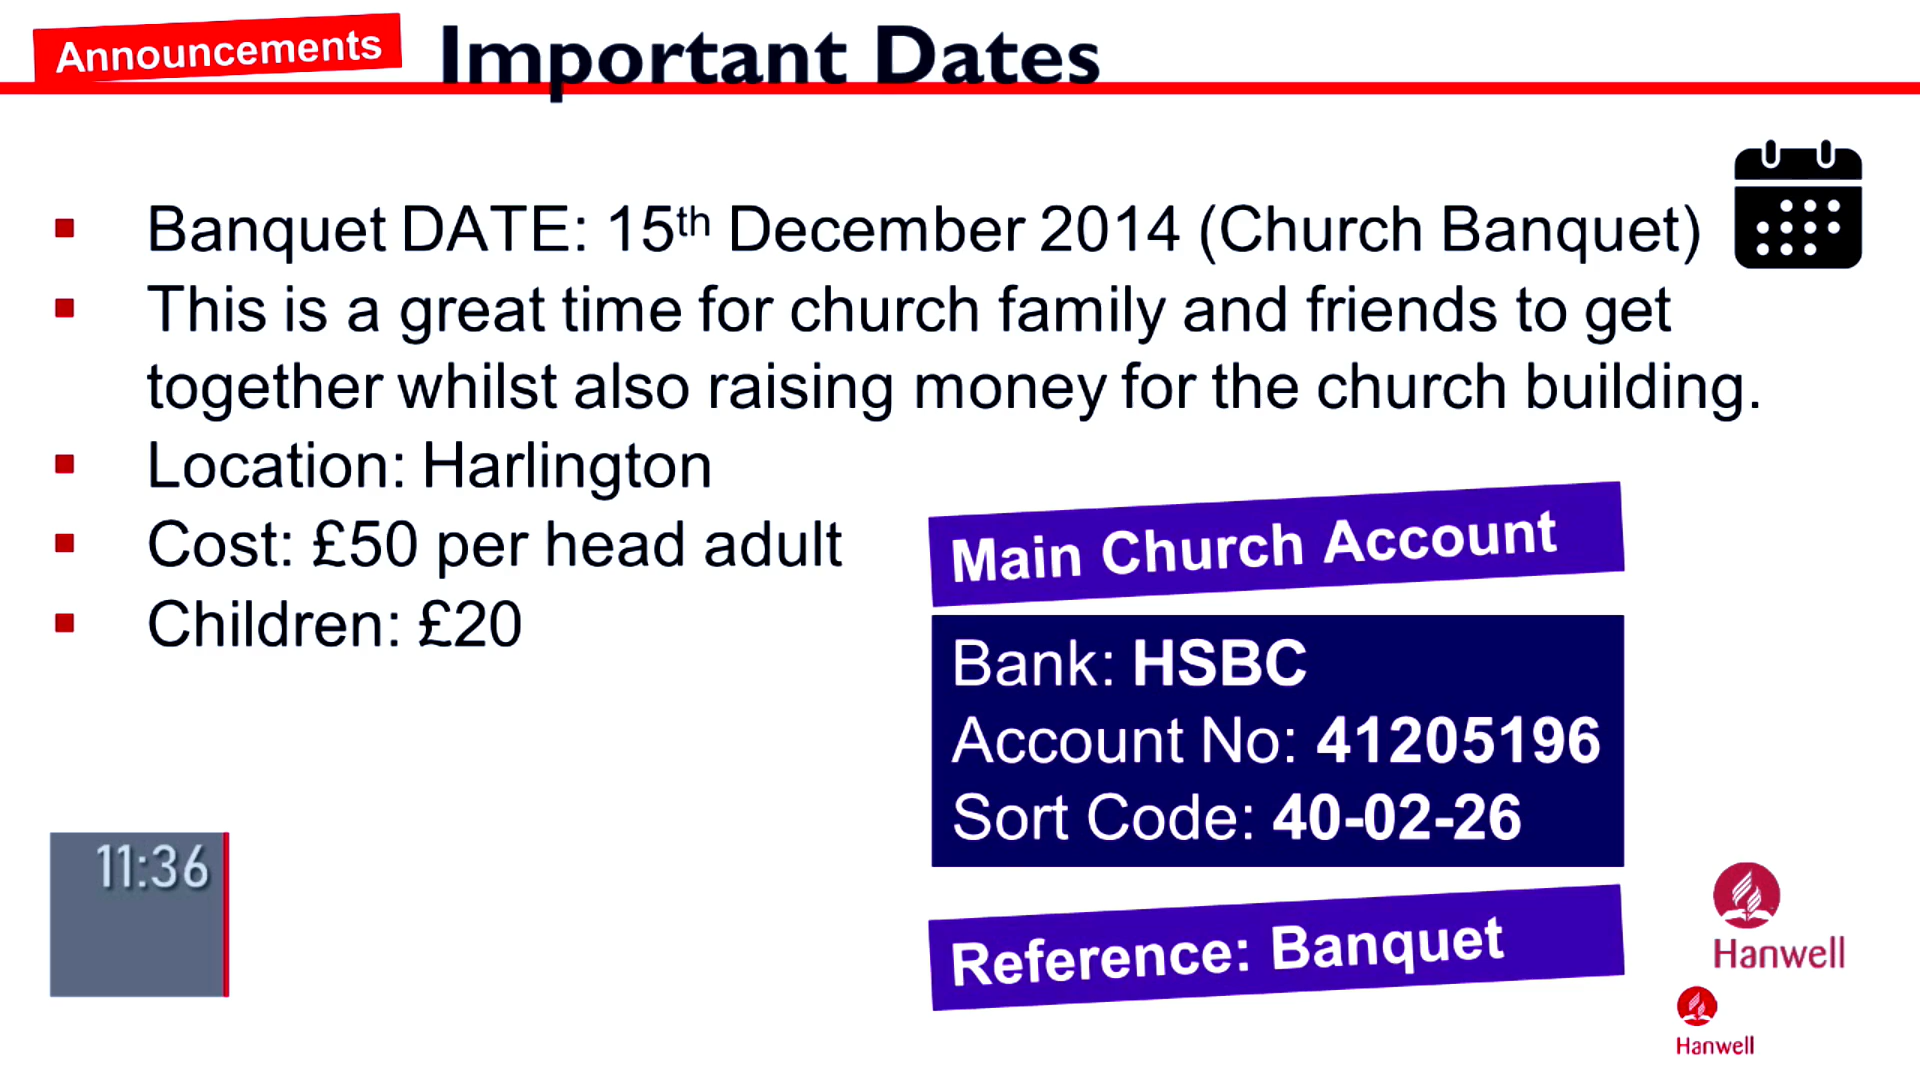 Announcements
Important Dates
Banquet DATE: 15th December 2014 (Church Banquet)
This is a great time for church family and friends to get
together whilst also raising money for the church building.
Location: Harlington
Cost: £50 per head adult
Children: £20
Main Church Account
Bank: HSBC
Account No: 41205196
Sort Code: 40-02-26
Reference: Banquet
11:36
Hanwell
Hanwell